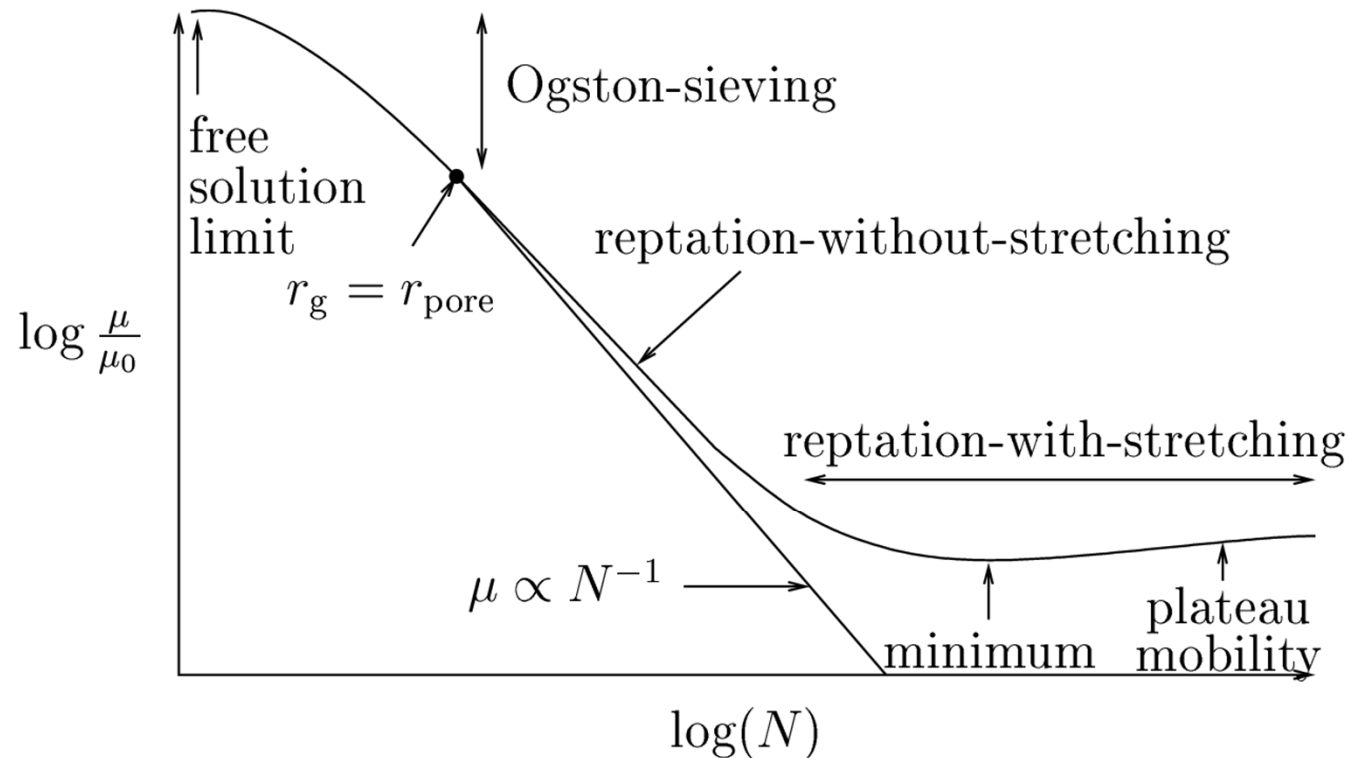 Ogston-sieving
free
solution
limit
reptation-without-stretching
r_g = r_pore
log μ/μ₀
reptation-with-stretching
μ ∝ N⁻¹
plateau
minimum
mobility
log(N)